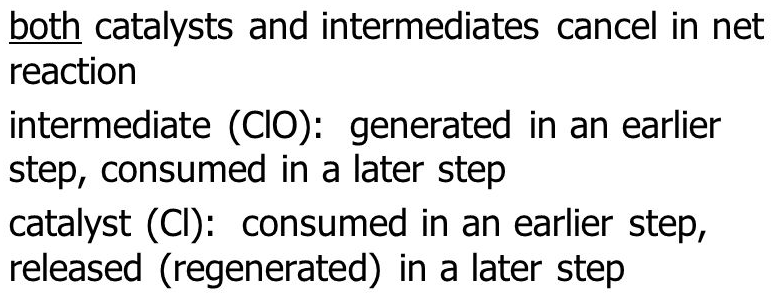 both catalysts and intermediates cancel in net
reaction
intermediate (ClO): generated in an earlier
step, consumed in a later step
catalyst (Cl): consumed in an earlier step,
released (regenerated) in a later step